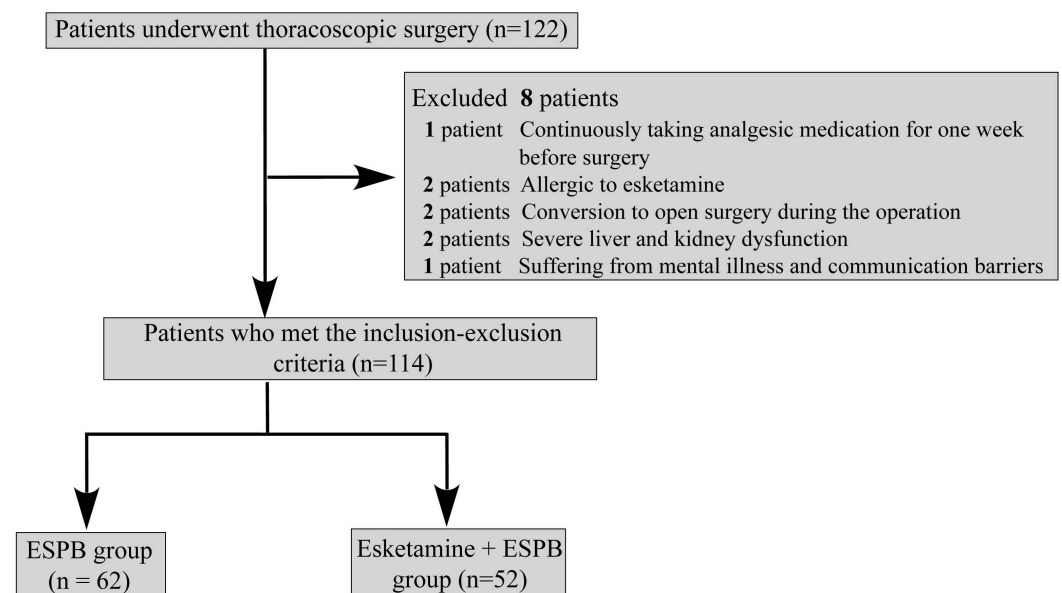 Patients underwent thoracoscopic surgery (n=122)
Excluded 8 patients
1 patient Continuously taking analgesic medication for one week
before surgery
2 patients Allergic to esketamine
2 patients Conversion to open surgery during the operation
2 patients Severe liver and kidney dysfunction
1 patient Suffering from mental illness and communication barriers
Patients who met the inclusion-exclusion
criteria (n=114)
ESPB group
(n = 62)
Esketamine + ESPB
group (n=52)